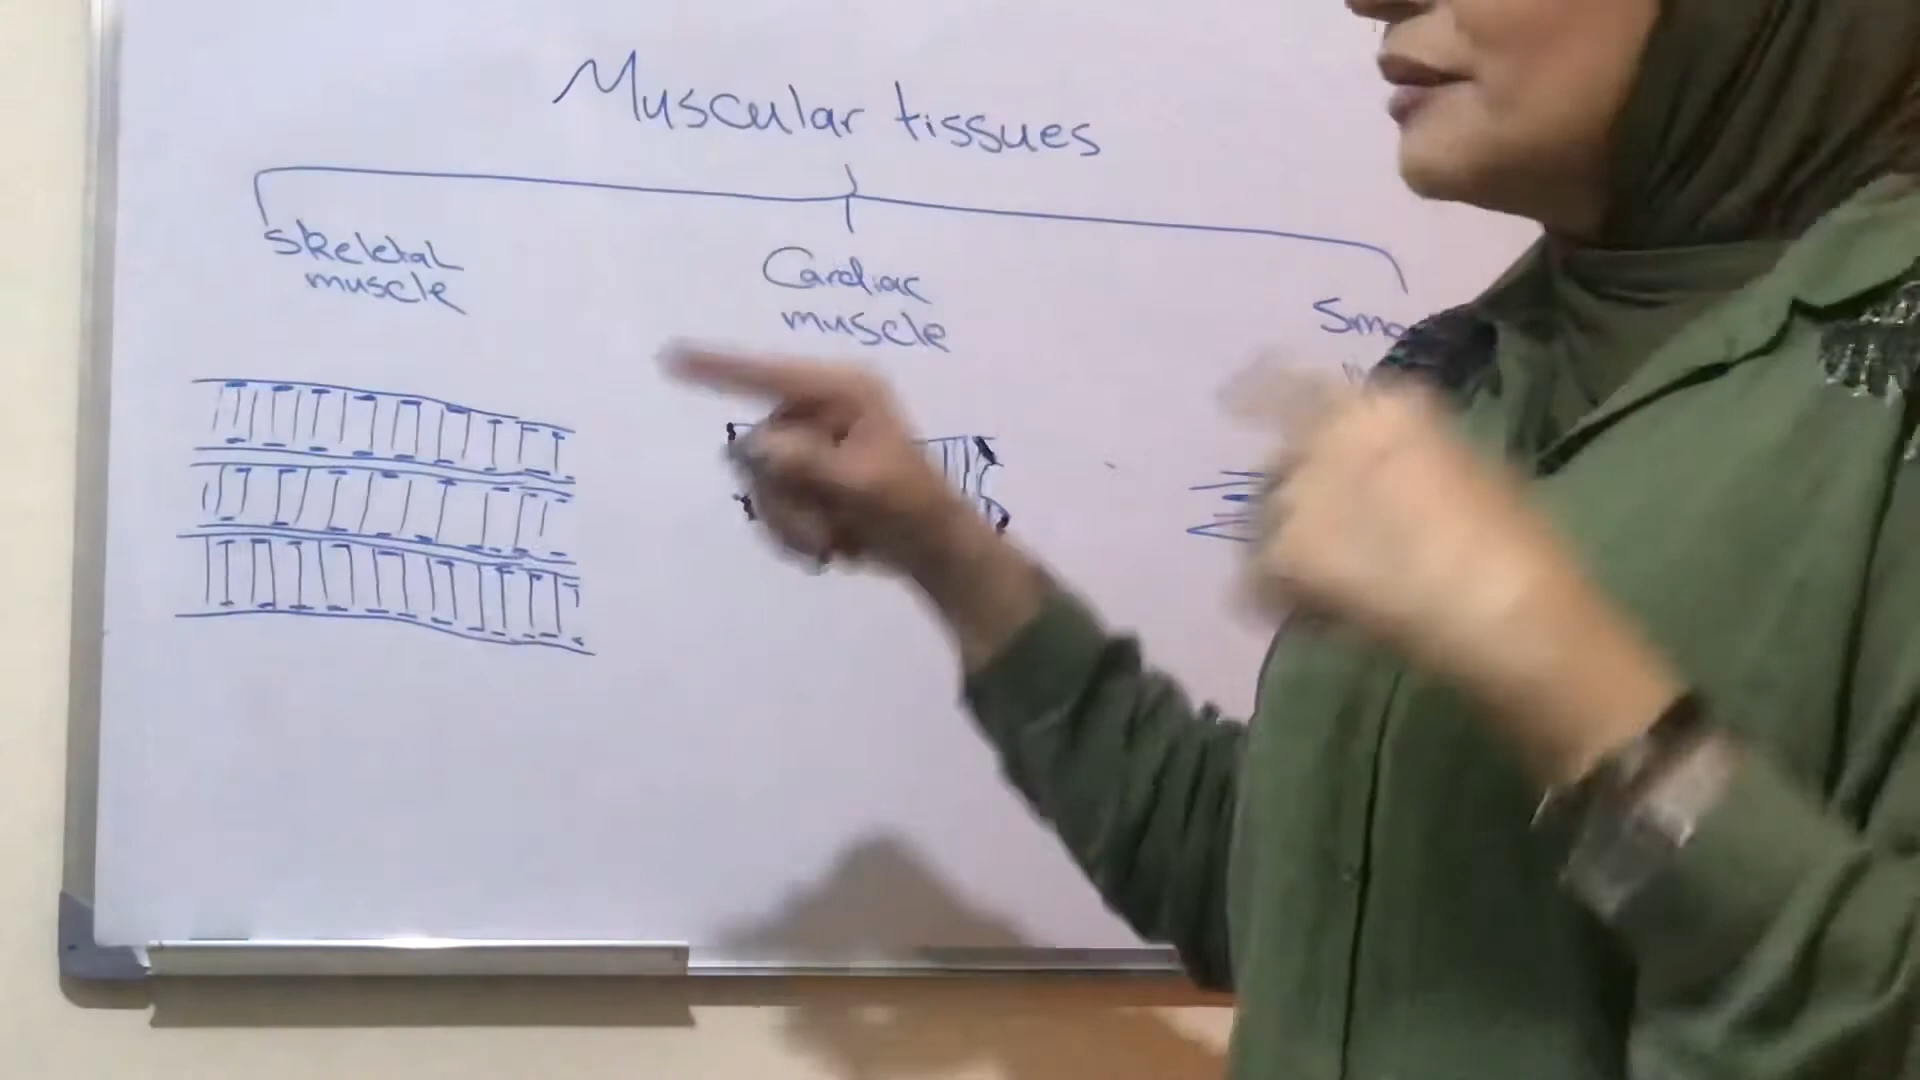 Muscular tissues
Skeletal
muscle
Cardiac
muscle